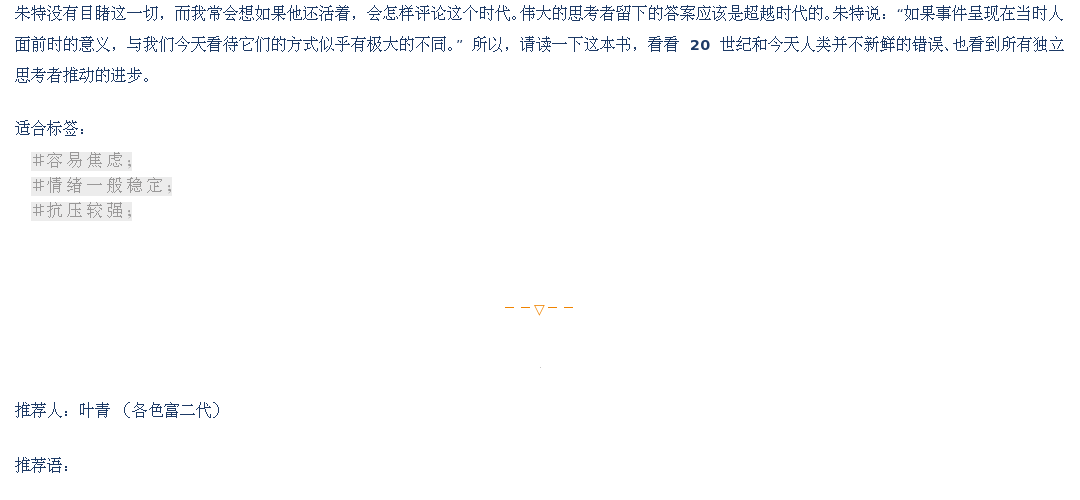 朱特没有目睹这一切，而我常会想如果他还活着，会怎样评论这个时代。伟大的思考者留下的答案应该是超越时代的。朱特说：“如果事件呈现在当时人
面前时的意义，与我们今天看待它们的方式似乎有极大的不同。” 所以，请读一下这本书，看看 20 世纪和今天人类并不新鲜的错误、也看到所有独立
思考者推动的进步。
适合标签：
#容易焦虑；
#情绪一般稳定；
#抗压较强；
— —▽— —
推荐人：叶青 （各色富二代）
推荐语：